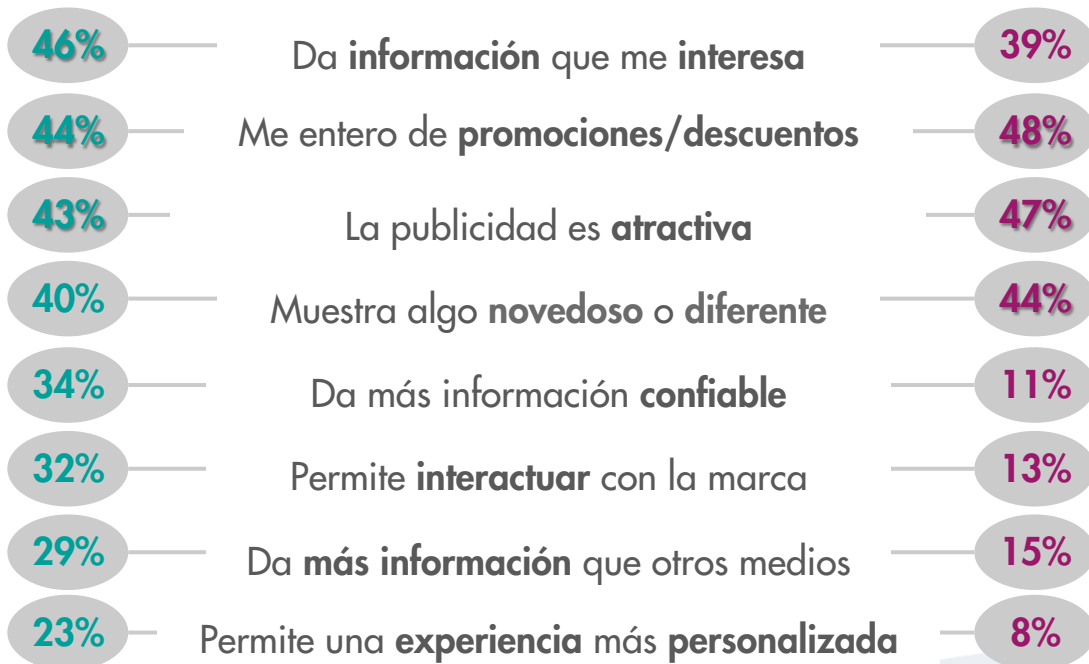 46% Da información que me interesa 39%
44% Me entero de promociones/descuentos 48%
43% La publicidad es atractiva 47%
40% Muestra algo novedoso o diferente 44%
34% Da más información confiable 11%
32% Permite interactuar con la marca 13%
29% Da más información que otros medios 15%
23% Permite una experiencia más personalizada 8%